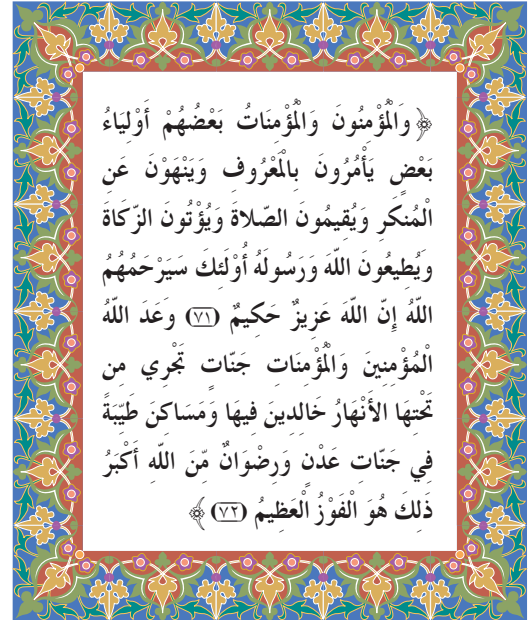 ﴿ وَالْمُؤْمِنُونَ وَالْمُؤْمِنَاتُ بَعْضُهُمْ أَوْلِيَاءُ
بَعْضٍ يَأْمُرُونَ بِالْمَعْرُوفِ وَيَنْهَوْنَ عَنِ
الْمُنكَرِ وَيُقِيمُونَ الصَّلاةَ وَيُؤْتُونَ الزَّكَاةَ
وَيُطِيعُونَ اللَّهَ وَرَسُولَهُ أُوْلَئِكَ سَيَرْحَمُهُمُ
اللَّهُ إِنَّ اللَّهَ عَزِيزٌ حَكِيمٌ (٧١) وَعَدَ اللَّهُ
الْمُؤْمِنِينَ وَالْمُؤْمِنَاتِ جَنَّاتٍ تَجْرِي مِن
تَحْتِهَا الأَنْهَارُ خَالِدِينَ فِيهَا وَمَسَاكِنَ طَيِّبَةً
فِي جَنَّاتِ عَدْنٍ وَرِضْوَانٌ مِّنَ اللَّهِ أَكْبَرُ
ذَلِكَ هُوَ الْفَوْزُ الْعَظِيمُ (٧٢) ﴾